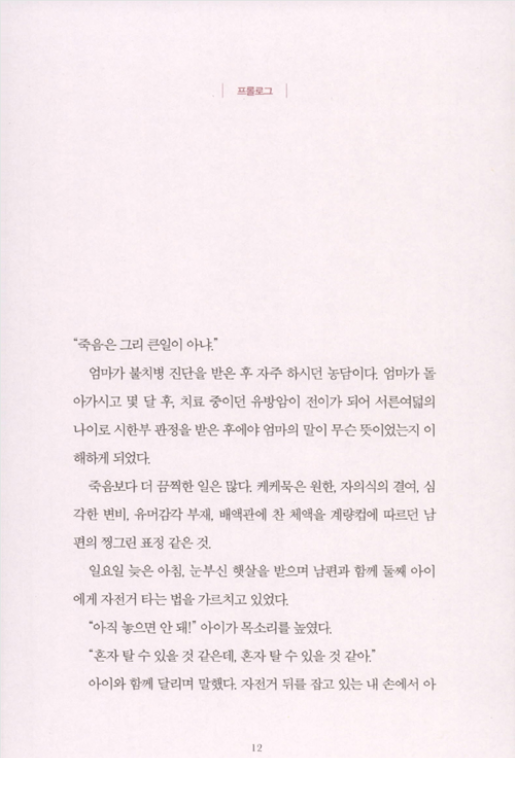 프롤로그
“죽음은 그리 큰일이 아냐.”
엄마가 불치병 진단을 받은 후 자주 하시던 농담이다. 엄마가 돌
아가시고 몇 달 후, 치료 중이던 유방암이 전이가 되어 서른여덟의
나이로 시한부 판정을 받은 후에야 엄마의 말이 무슨 뜻이었는지 이
해하게 되었다.
죽음보다 더 끔찍한 일은 많다. 케케묵은 원한, 자의식의 결여, 심
각한 변비, 유머감각 부재, 배액관에 찬 체액을 계량컵에 따르던 남
편의 찡그린 표정 같은 것.
일요일 늦은 아침, 눈부신 햇살을 받으며 남편과 함께 둘째 아이
에게 자전거 타는 법을 가르치고 있었다.
“아직 놓으면 안 돼!” 아이가 목소리를 높였다.
“혼자 탈 수 있을 것 같은데, 혼자 탈 수 있을 것 같아.”
아이와 함께 달리며 말했다. 자전거 뒤를 잡고 있는 내 손에서 아
12